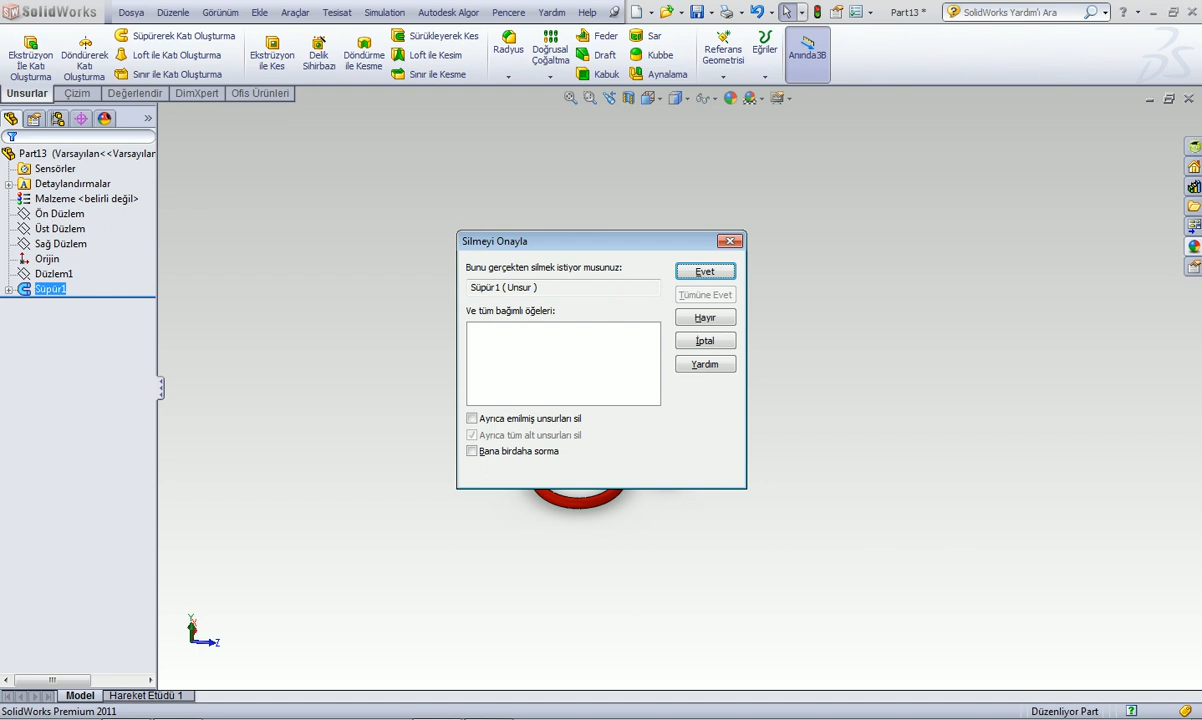 SolidWorks
Dosya Düzenle Görünüm Ekle Araçlar Tesisat Simulation Autodesk Algor Pencere Yardım Help
Part13 *
SolidWorks Yardım'ı Ara
Ekstrüzyon İle Katı Oluşturma
Döndürerek Katı Oluşturma
Süpürerek Katı Oluşturma
Loft ile Katı Oluşturma
Sınır ile Katı Oluşturma
Ekstrüzyon ile Kes
Delik Sihirbazı
Döndürme ile Kesme
Sürükleyerek Kes
Loft ile Kesim
Sınır ile Kesme
Radyus
Doğrusal Çoğaltma
Feder
Draft
Kabuk
Sar
Kubbe
Aynalama
Referans Geometrisi
Eğriler
Anında3B
Unsurlar Çizim Değerlendir DimXpert Ofis Ürünleri
Part13 (Varsayılan<<Varsayılar
Sensörler
Detaylandırmalar
Malzeme <belirli değil>
Ön Düzlem
Üst Düzlem
Sağ Düzlem
Orijin
Düzlem1
Süpür1
Silmeyi Onayla
Bunu gerçekten silmek istiyor musunuz:
Süpür1 ( Unsur )
Ve tüm bağımlı öğeleri:
Evet
Tümüne Evet
Hayır
İptal
Yardım
Ayrıca emilmiş unsurları sil
Ayrıca tüm alt unsurları sil
Bana birdaha sorma
Y
X
Z
Model Hareket Etüdü 1
SolidWorks Premium 2011
Düzenliyor Part